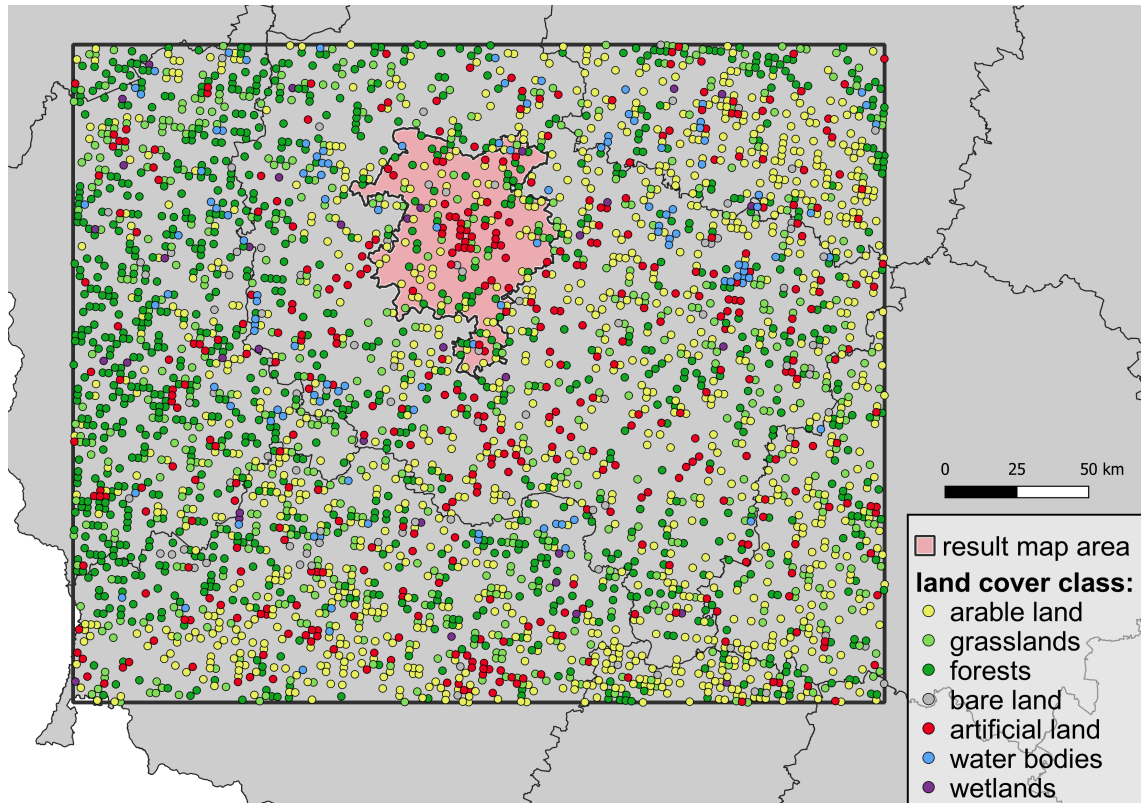 0 25 50 km
result map area
land cover class:
arable land
grasslands
forests
bare land
artificial land
water bodies
wetlands